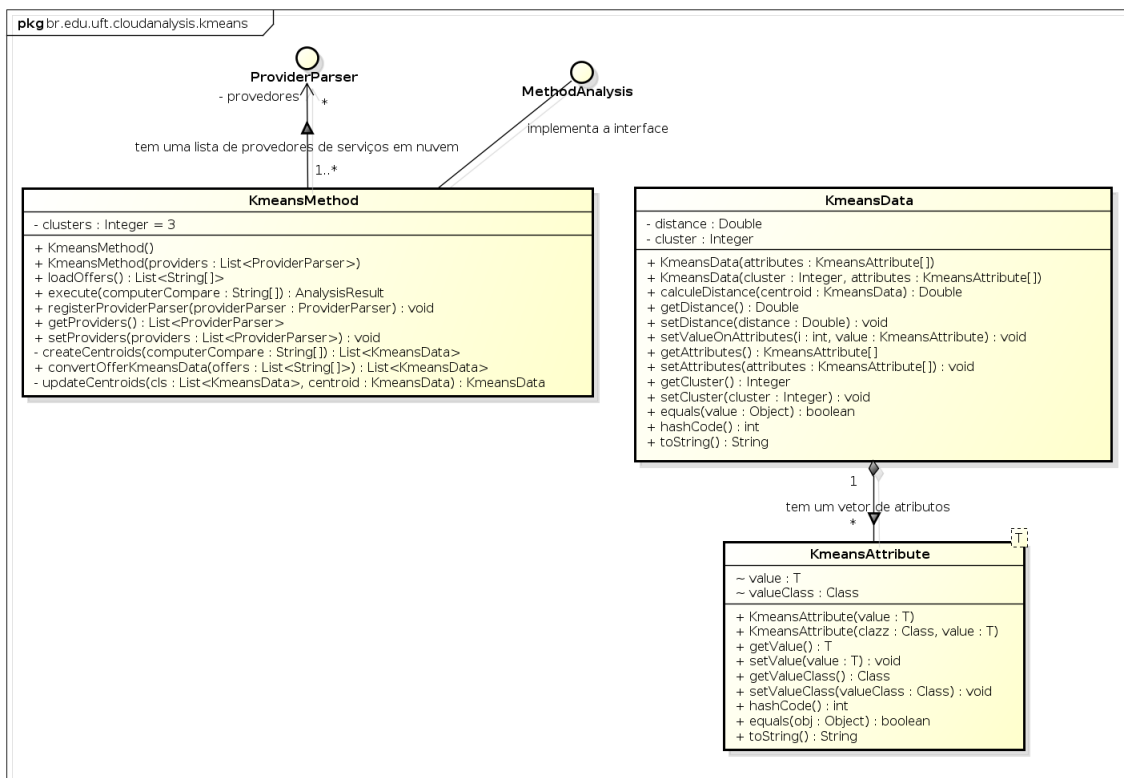 pkg br.edu.uft.cloudanalysis.kmeans
ProviderParser
- provedores
*
tem uma lista de provedores de serviços em nuvem
1..*
MethodAnalysis
implementa a interface
KmeansMethod
- clusters : Integer = 3
+ KmeansMethod()
+ KmeansMethod(providers : List<ProviderParser>)
+ loadOffers() : List<String[]>
+ execute(computerCompare : String[]) : AnalysisResult
+ registerProviderParser(providerParser : ProviderParser) : void
+ getProviders() : List<ProviderParser>
+ setProviders(providers : List<ProviderParser>) : void
- createCentroids(computerCompare : String[]) : List<KmeansData>
+ convertOfferKmeansData(offers : List<String[]>) : List<KmeansData>
- updateCentroids(cls : List<KmeansData>, centroid : KmeansData) : KmeansData
KmeansData
- distance : Double
- cluster : Integer
+ KmeansData(attributes : KmeansAttribute[])
+ KmeansData(cluster : Integer, attributes : KmeansAttribute[])
+ calculeDistance(centroid : KmeansData) : Double
+ getDistance() : Double
+ setDistance(distance : Double) : void
+ setValueOnAttributes(i : int, value : KmeansAttribute) : void
+ getAttributes() : KmeansAttribute[]
+ setAttributes(attributes : KmeansAttribute[]) : void
+ getCluster() : Integer
+ setCluster(cluster : Integer) : void
+ equals(value : Object) : boolean
+ hashCode() : int
+ toString() : String
1
tem um vetor de atributos
*
T
KmeansAttribute
~ value : T
~ valueClass : Class
+ KmeansAttribute(value : T)
+ KmeansAttribute(clazz : Class, value : T)
+ getValue() : T
+ setValue(value : T) : void
+ getValueClass() : Class
+ setValueClass(valueClass : Class) : void
+ hashCode() : int
+ equals(obj : Object) : boolean
+ toString() : String